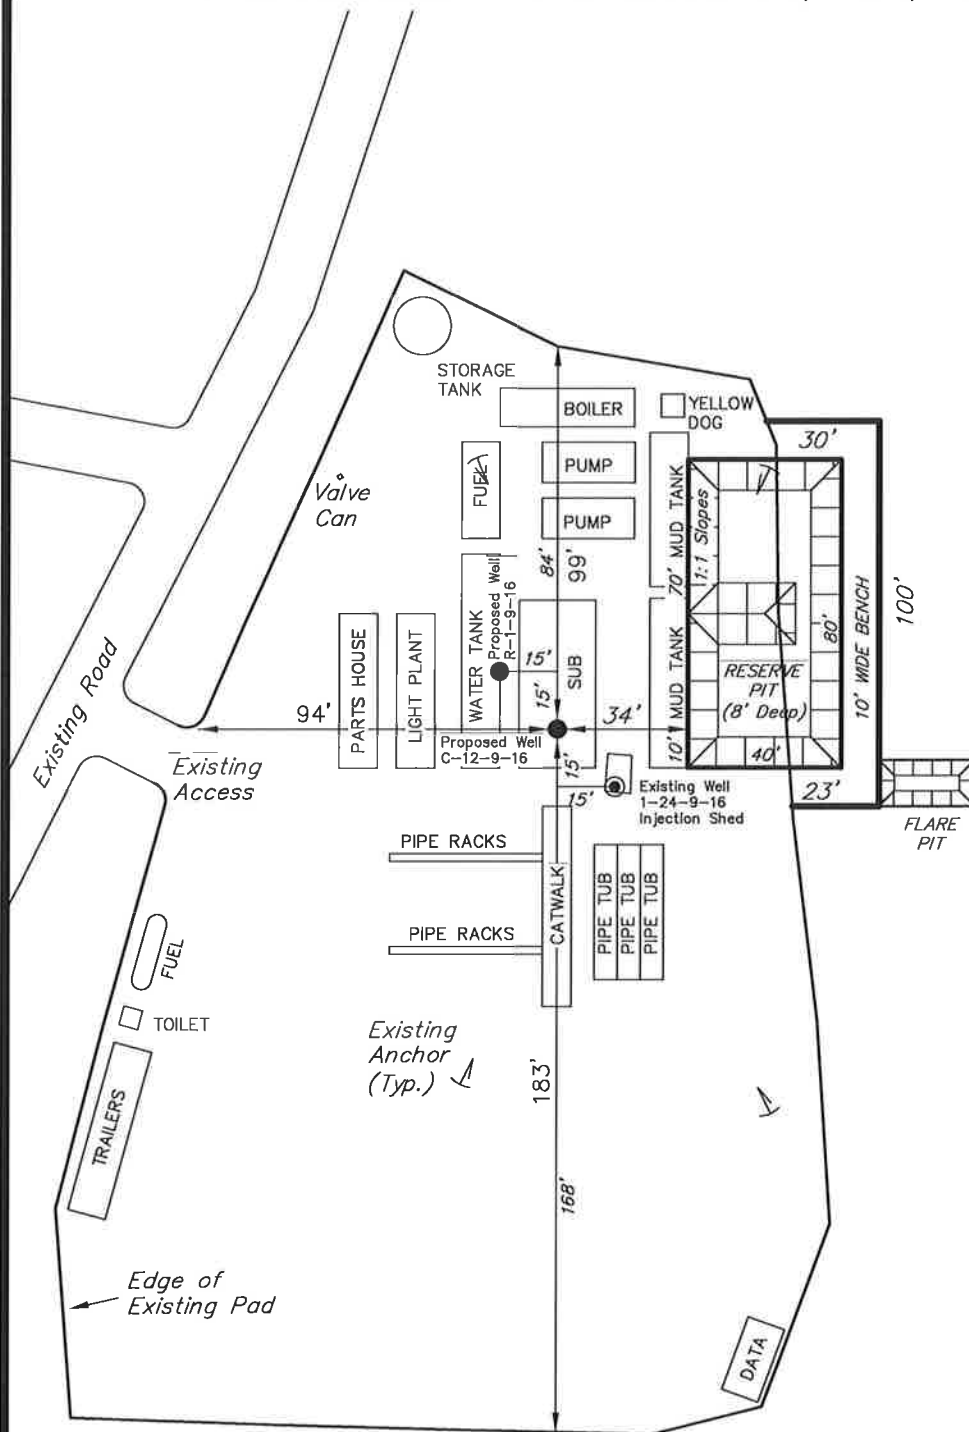 STORAGE
TANK
BOILER
YELLOW
DOG
30'
FUEL
PUMP
PUMP
Valve
Can
84'
99'
70'
MUD TANK
1:1 Slopes
PARTS HOUSE
LIGHT PLANT
WATER TANK
Proposed Well
R-1-9-16
15'
15'
SUB
MUD TANK
10'
RESERVE
PIT
(8' Deep)
80'
40'
10' WIDE BENCH
100'
Existing Road
94'
34'
Proposed Well
C-12-9-16
Existing
Access
15'
15'
Existing Well
1-24-9-16
Injection Shed
23'
FLARE
PIT
PIPE RACKS
PIPE RACKS
CATWALK
PIPE TUB
PIPE TUB
PIPE TUB
FUEL
TOILET
Existing
Anchor
(Typ.)
183'
TRAILERS
168'
Edge of
Existing Pad
DATA